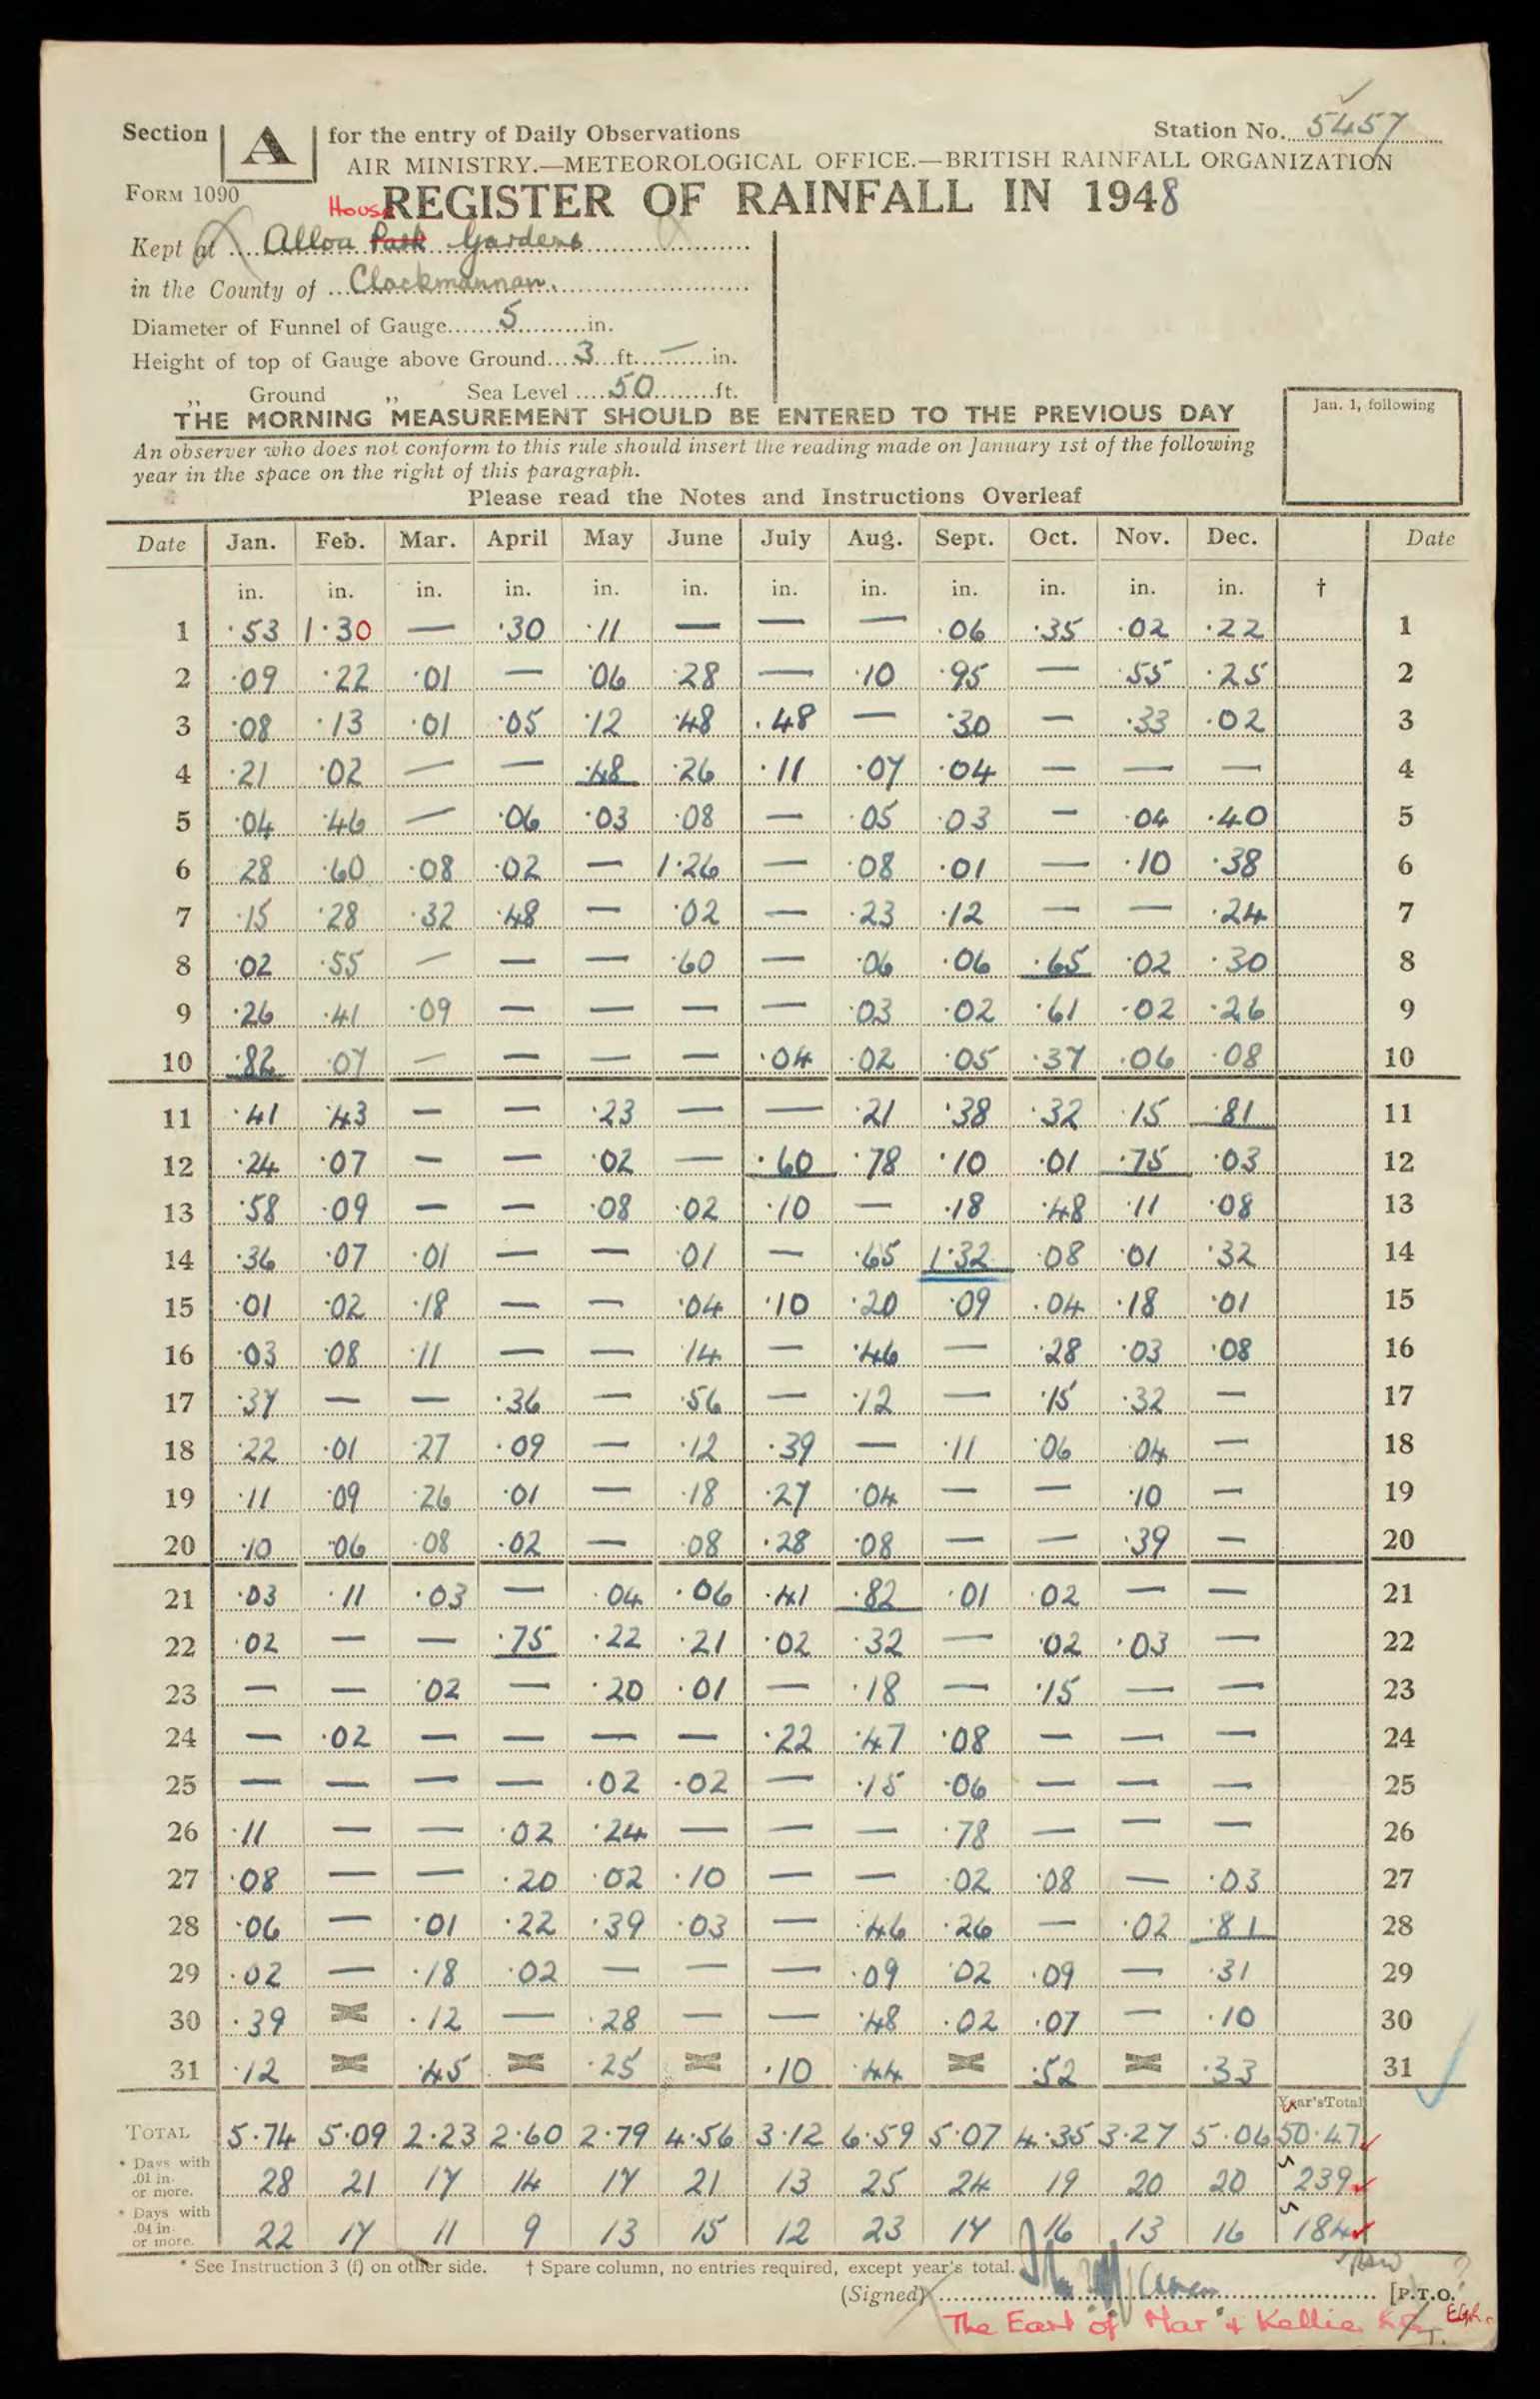 Section A for the entry of Daily Observations Station No. 5457
AIR MINISTRY.—METEOROLOGICAL OFFICE.—BRITISH RAINFALL ORGANIZATION
FORM 1090 House REGISTER OF RAINFALL IN 1948
Kept at Alloa Park Gardens
in the County of Clackmannan.
Diameter of Funnel of Gauge 5 in.
Height of top of Gauge above Ground 3 ft. — in.
„ Ground „ Sea Level 50 ft.
THE MORNING MEASUREMENT SHOULD BE ENTERED TO THE PREVIOUS DAY
Jan. 1, following
An observer who does not conform to this rule should insert the reading made on January 1st of the following
year in the space on the right of this paragraph.
Please read the Notes and Instructions Overleaf
Date Jan. Feb. Mar. April May June July Aug. Sept. Oct. Nov. Dec. Date
in. in. in. in. in. in. in. in. in. in. in. in. †
1 ·53 1·30 — ·30 ·11 — — — ·06 ·35 ·02 ·22 1
2 ·09 ·22 ·01 — ·06 ·28 — ·10 ·95 — ·55 ·25 2
3 ·08 ·13 ·01 ·05 ·12 ·48 ·48 — ·30 — ·33 ·02 3
4 ·21 ·02 — — ·48 ·26 ·11 ·07 ·04 — — — 4
5 ·04 ·46 — ·06 ·03 ·08 — ·05 ·03 — ·04 ·40 5
6 28 ·60 ·08 ·02 — 1·26 — ·08 ·01 — ·10 ·38 6
7 ·15 ·28 ·32 ·48 — ·02 — ·23 ·12 — — ·24 7
8 ·02 ·55 — — — ·60 — ·06 ·06 ·65 ·02 ·30 8
9 ·26 ·41 ·09 — — — — ·03 ·02 ·61 ·02 ·26 9
10 ·82 ·07 — — — — ·04 ·02 ·05 ·37 ·06 ·08 10
11 ·41 ·43 — — ·23 — — ·21 ·38 ·32 ·15 ·81 11
12 ·24 ·07 — — ·02 — ·60 ·78 ·10 ·01 ·75 ·03 12
13 ·58 ·09 — — ·08 ·02 ·10 — ·18 ·48 ·11 ·08 13
14 ·36 ·07 ·01 — — ·01 — ·65 1·32 ·08 ·01 ·32 14
15 ·01 ·02 ·18 — — ·04 ·10 ·20 ·09 ·04 ·18 ·01 15
16 ·03 ·08 ·11 — — ·14 — ·46 — ·28 ·03 ·08 16
17 ·37 — — ·36 — ·56 — ·12 — ·15 ·32 — 17
18 ·22 ·01 ·27 ·09 — ·12 ·39 — ·11 ·06 ·04 — 18
19 ·11 ·09 ·26 ·01 — ·18 ·27 ·04 — — ·10 — 19
20 ·10 ·06 ·08 ·02 — ·08 ·28 ·08 — — ·39 — 20
21 ·03 ·11 ·03 — ·04 ·06 ·41 ·82 ·01 ·02 — — 21
22 ·02 — — ·75 ·22 ·21 ·02 ·32 — ·02 ·03 — 22
23 — — ·02 — ·20 ·01 — ·18 — ·15 — — 23
24 — ·02 — — — — ·22 ·47 ·08 — — — 24
25 — — — — ·02 ·02 — ·15 ·06 — — — 25
26 ·11 — — ·02 ·24 — — — ·78 — — — 26
27 ·08 — — ·20 ·02 ·10 — — ·02 ·08 — ·03 27
28 ·06 — ·01 ·22 ·39 ·03 — ·46 ·26 — ·02 ·81 28
29 ·02 — ·18 ·02 — — — ·09 ·02 ·09 — ·31 29
30 ·39 ·12 — ·28 — — ·48 ·02 ·07 — ·10 30
31 ·12 ·45 ·25 ·10 ·44 ·52 ·33 31
Year's Total
TOTAL 5·74 5·09 2·23 2·60 2·79 4·56 3·12 6·59 5·07 4·35 3·27 5·06 50·47
* Days with .01 in. or more. 28 21 17 14 17 21 13 25 24 19 20 20 239
* Days with .04 in. or more. 22 17 11 9 13 15 12 23 17 16 13 16 184
* See Instruction 3 (f) on other side. † Spare column, no entries required, except year's total.
(Signed) [P.T.O.
The Earl of Mar & Kellie K.T.